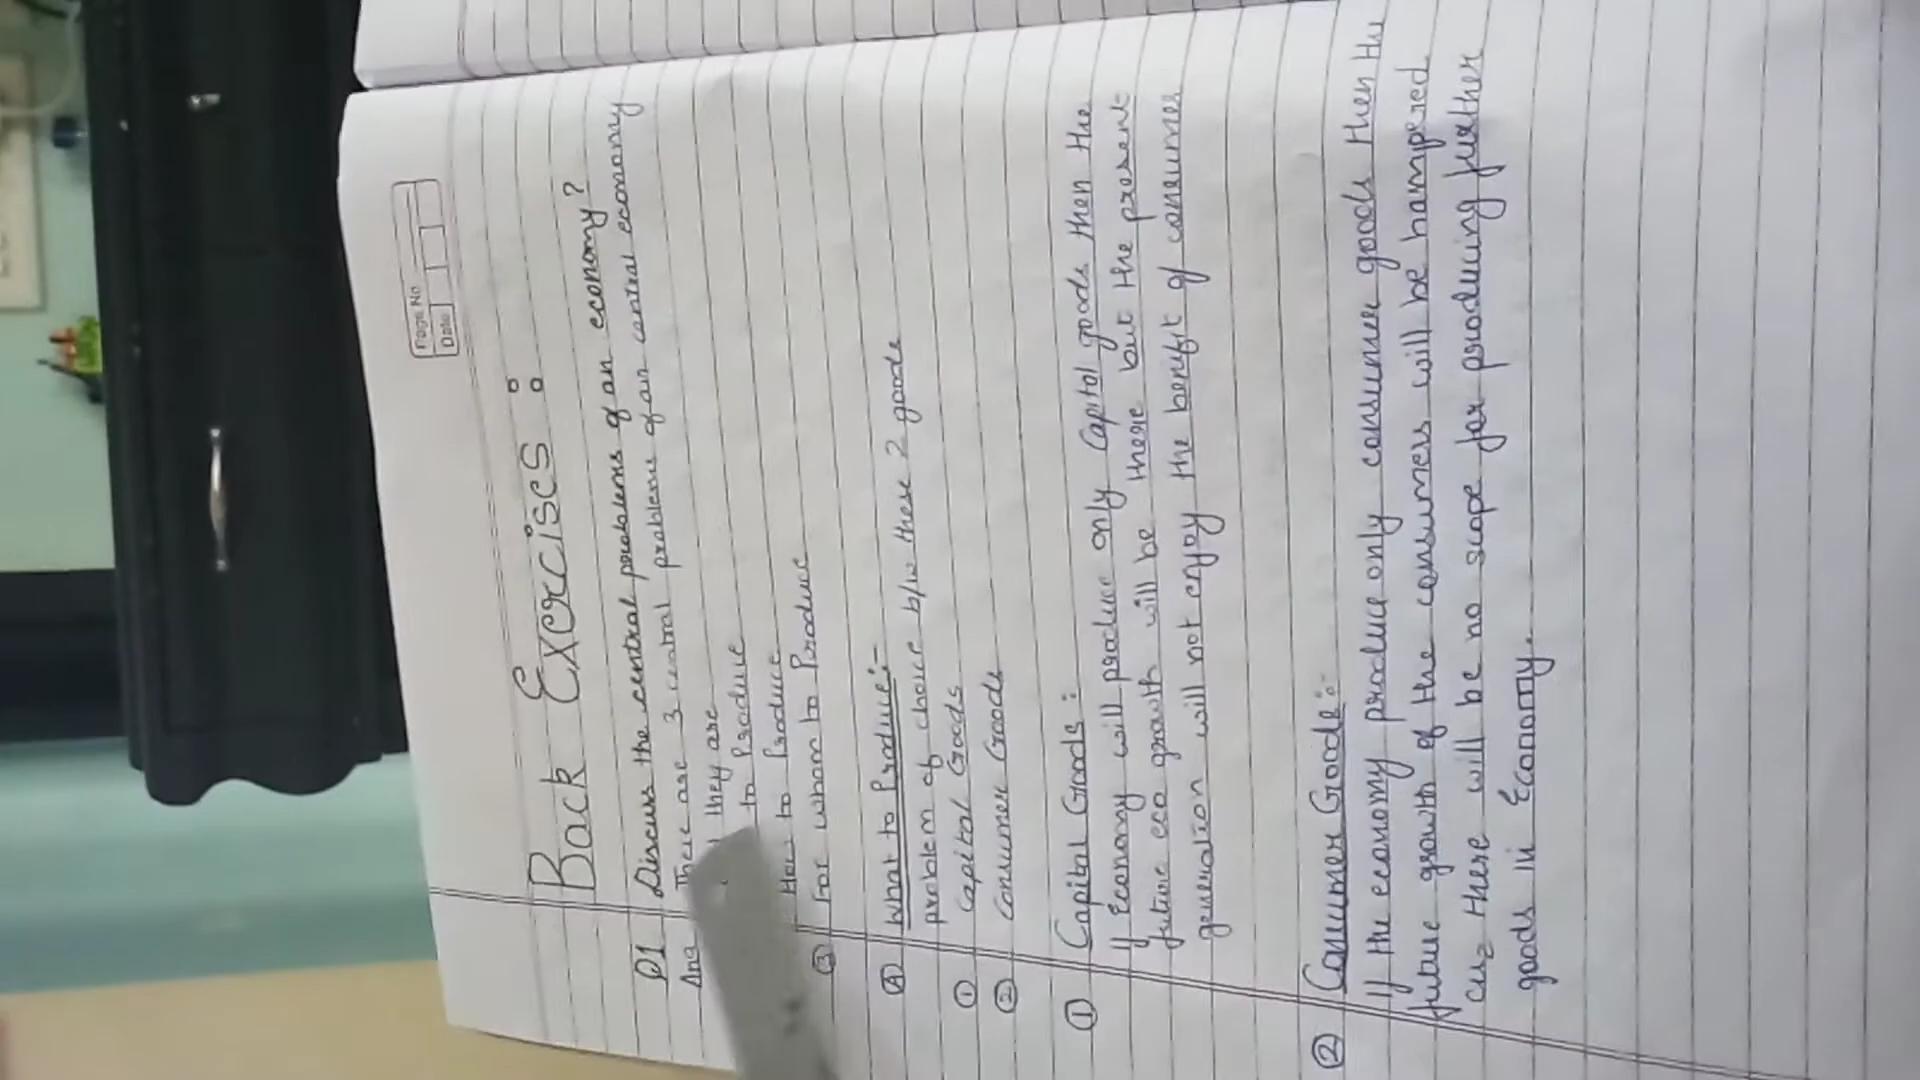 Page No.
Date
Back Exercises :
Q1 Discuss the central problems of an economy?
Ans There are 3 central problems of an central economy
they are
to Produce
How to Produce
③ For whom to Produce
Ⓐ What to Produce:-
problem of choice b/w these 2 goods
① Capital Goods
② Consumer Goods
① Capital Goods :
If Economy will produce only Capital goods then the
future eco growth will be there but the present
generation will not enjoy the benefit of consumer
② Consumer Goods:-
If the economy produce only consumer goods then the
future growth of the consumers will be hampered
cuz there will be no scope for producing further
goods in Economy.